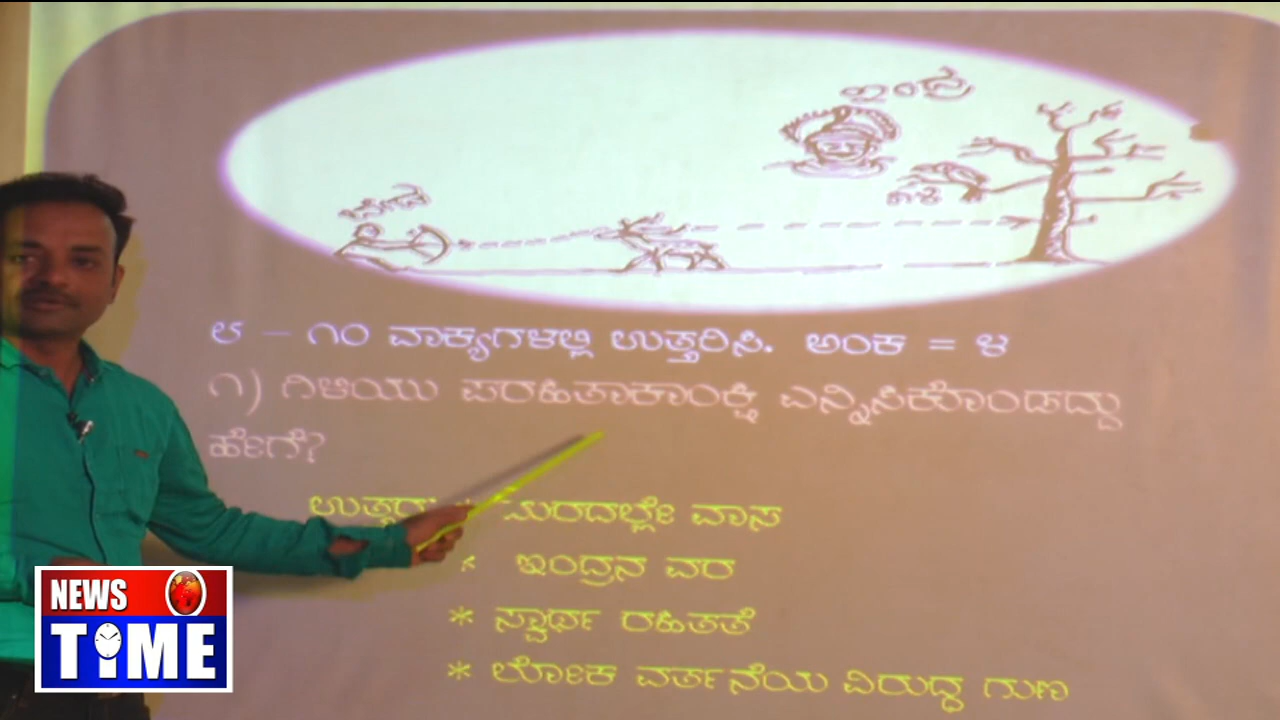 ಇಂದ್ರ
ಬೇಡ
ಗಿಳಿ
೮ - ೧೦ ವಾಕ್ಯಗಳಲ್ಲಿ ಉತ್ತರಿಸಿ. ಅಂಕ = ೪
೧) ಗಿಳಿಯು ಪರಹಿತಾಕಾಂಕ್ಷಿ ಎನ್ನಿಸಿಕೊಂಡದ್ದು
ಹೇಗೆ?
ಮರದಲ್ಲೇ ವಾಸ
* ಇಂದ್ರನ ವರ
* ಸ್ವಾರ್ಥ ರಹಿತತೆ
* ಲೋಕ ವರ್ತನೆಯ ವಿರುದ್ಧ ಗುಣ
NEWS
TIME